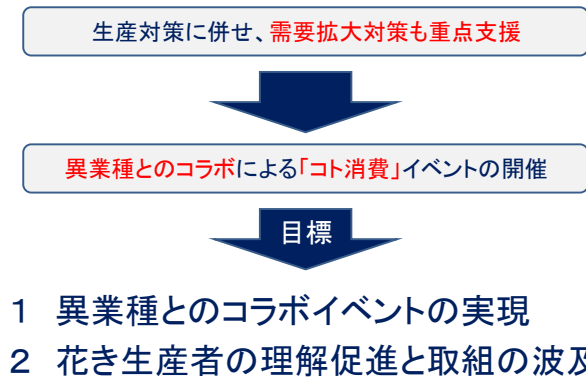 生産対策に併せ、需要拡大対策も重点支援
異業種とのコラボによる「コト消費」イベントの開催
目標
１　異業種とのコラボイベントの実現
２　花き生産者の理解促進と取組の波及